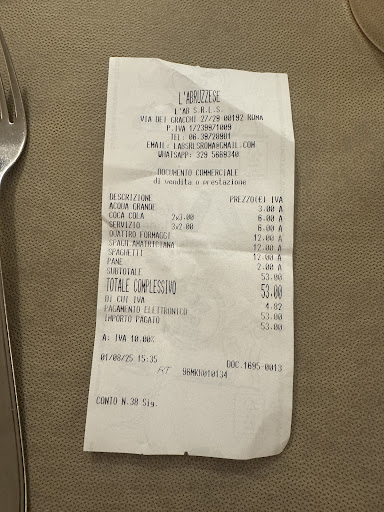 L'ABRUZZESE
L'AB S.R.L.S.
VIA DEI GRACCHI 27/29 00192 ROMA
P.IVA 17239971009
TEL: 06.39728981
EMAIL: LABSRLSROMA@GMAIL.COM
WHATSAPP: 329 5669340
DOCUMENTO COMMERCIALE
di vendita o prestazione
DESCRIZIONE PREZZO(€) IVA
ACQUA GRANDE 3.00 A
COCA COLA 2x3.00 6.00 A
SERVIZIO 3x2.00 6.00 A
QUATTRO FORMAGGI 12.00 A
SPAGH.AMATRICIANA 12.00 A
SPAGHETTI 12.00 A
PANE 2.00 A
SUBTOTALE 53.00
TOTALE COMPLESSIVO 53.00
DI CUI IVA 4.82
PAGAMENTO ELETTRONICO 53.00
IMPORTO PAGATO 53.00
A: IVA 10.00%
01/08/25 15:35 DOC.1695-0013
RT 96MKH010134
CONTO N.38 Sig.